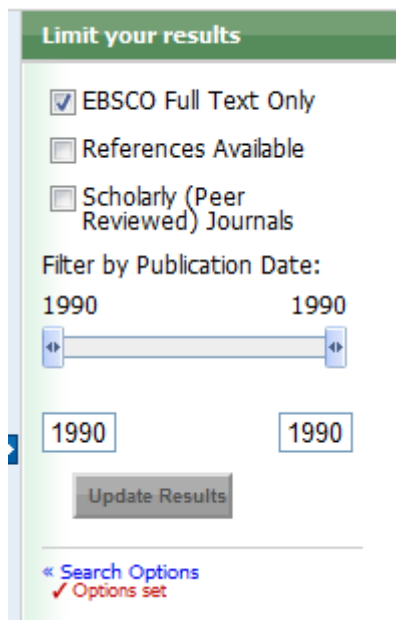 Limit your results
EBSCO Full Text Only
References Available
Scholarly (Peer
Reviewed) Journals
Filter by Publication Date:
1990 1990
1990 1990
Update Results
« Search Options
✓ Options set